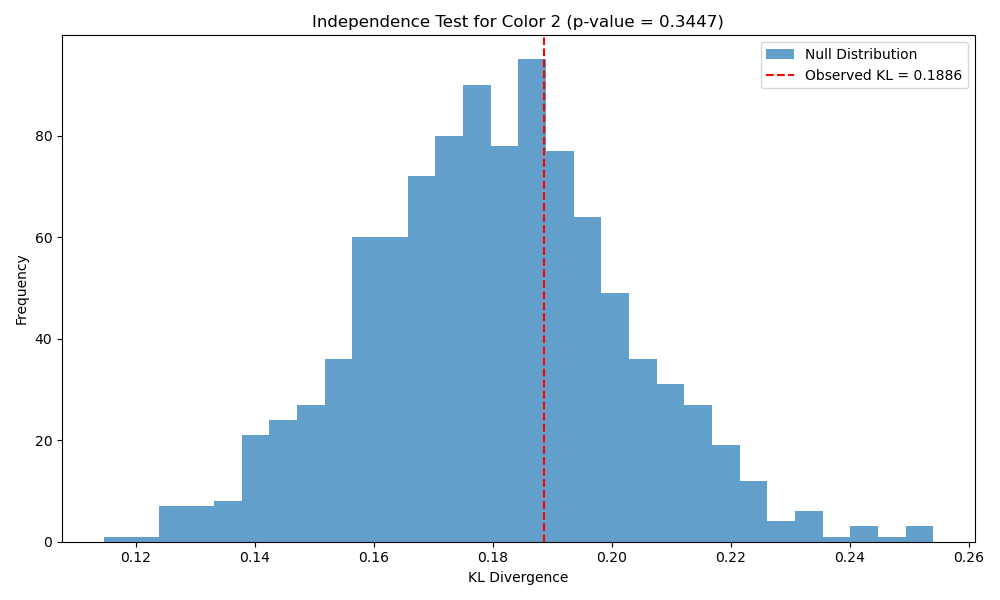 Independence Test for Color 2 (p-value = 0.3447)
Null Distribution
Observed KL = 0.1886
Frequency
80
60
40
20
0
0.12 0.14 0.16 0.18 0.20 0.22 0.24 0.26
KL Divergence